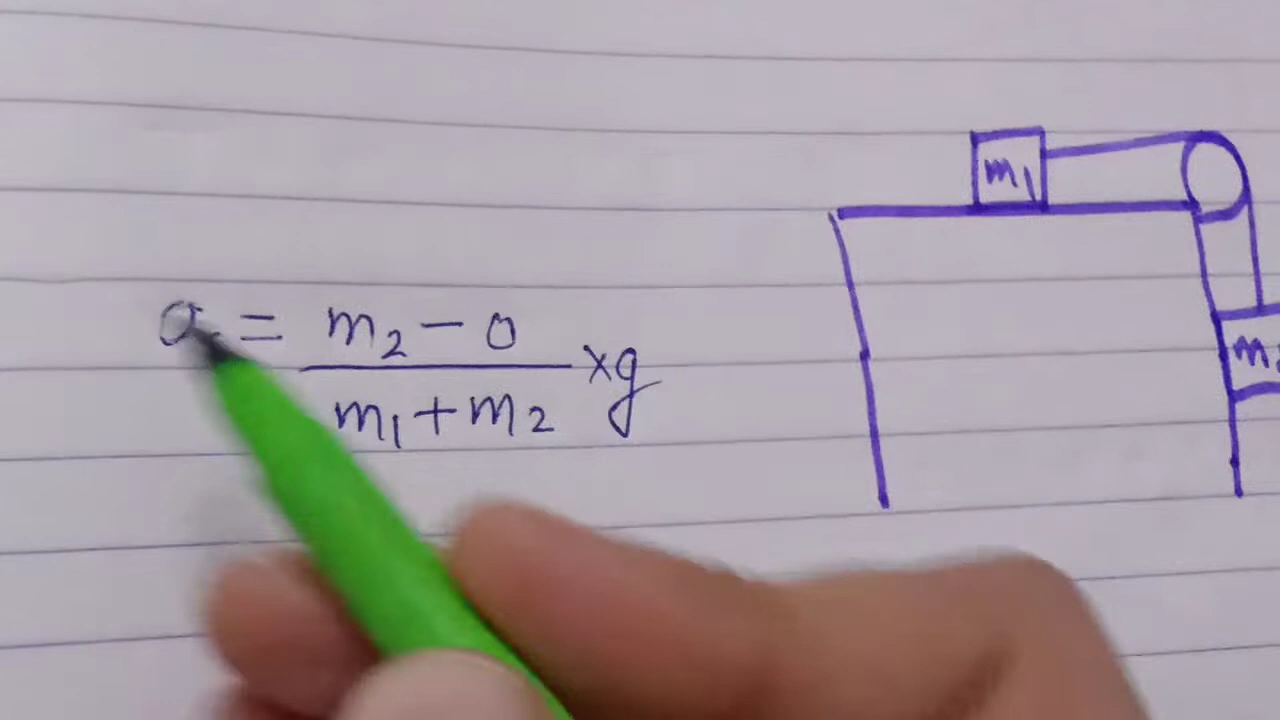 a = m₂ - 0
m₁ + m₂ × g
m₁
m